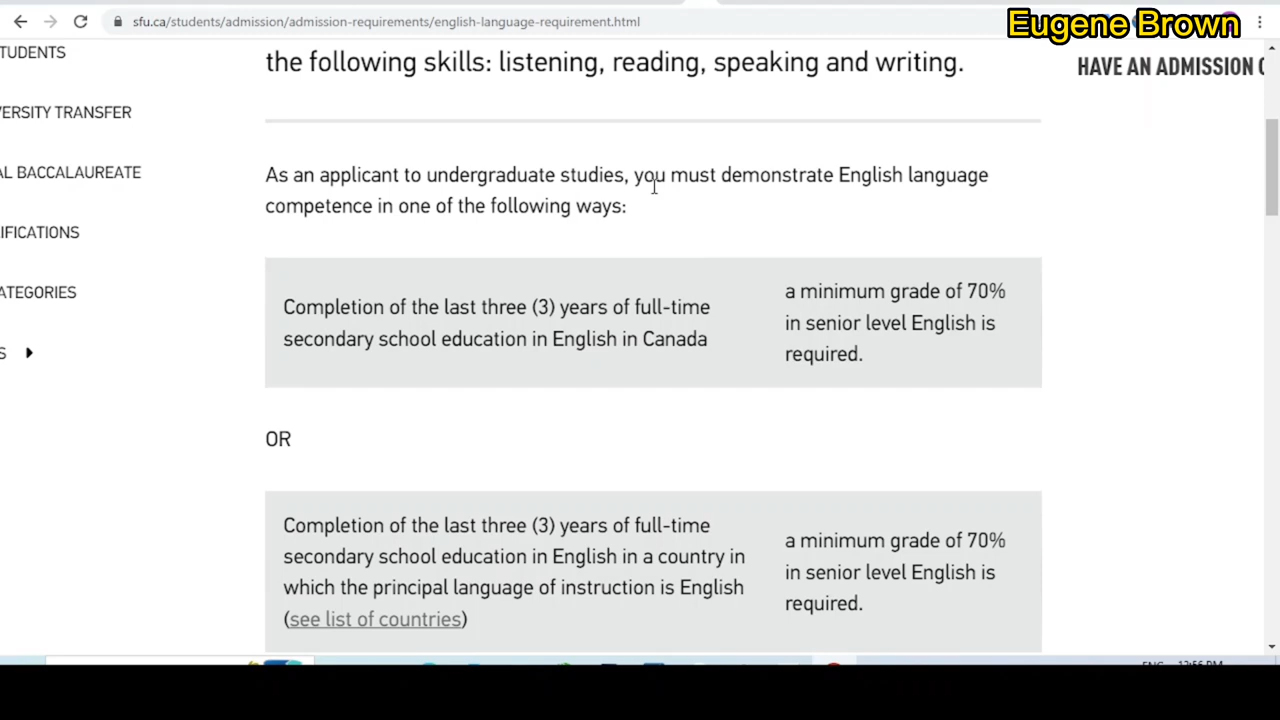 sfu.ca/students/admission/admission-requirements/english-language-requirement.html
Eugene Brown
TUDENTS
VERSITY TRANSFER
AL BACCALAUREATE
IFICATIONS
ATEGORIES
S
the following skills: listening, reading, speaking and writing.
HAVE AN ADMISSION
As an applicant to undergraduate studies, you must demonstrate English language
competence in one of the following ways:
Completion of the last three (3) years of full-time
secondary school education in English in Canada
a minimum grade of 70%
in senior level English is
required.
OR
Completion of the last three (3) years of full-time
secondary school education in English in a country in
which the principal language of instruction is English
(see list of countries)
a minimum grade of 70%
in senior level English is
required.